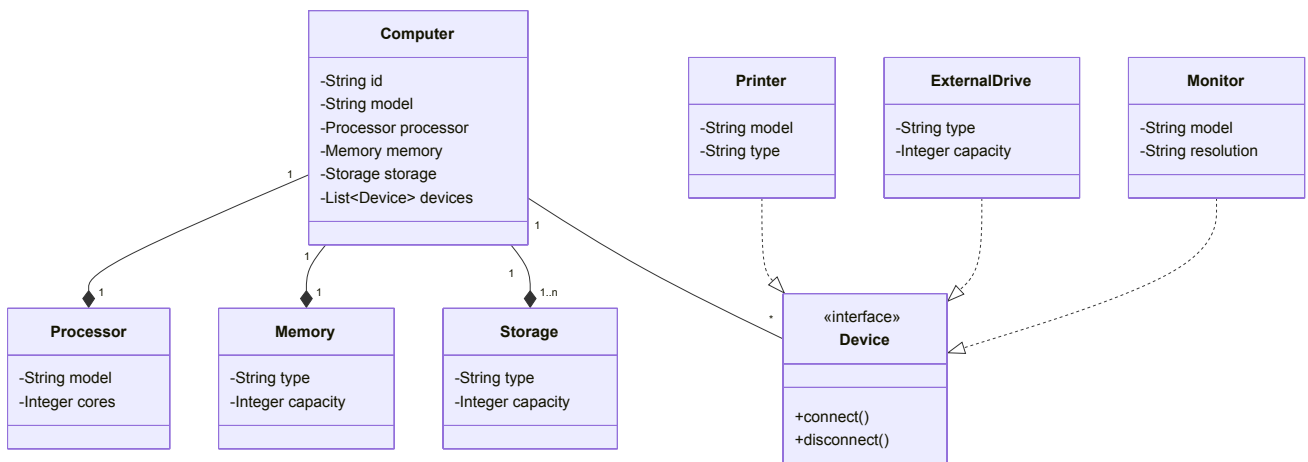 Computer
-String id
-String model
-Processor processor
-Memory memory
-Storage storage
-List<Device> devices
Printer
-String model
-String type
ExternalDrive
-String type
-Integer capacity
Monitor
-String model
-String resolution
1
1
1
1
1
1
1..n
*
Processor
-String model
-Integer cores
Memory
-String type
-Integer capacity
Storage
-String type
-Integer capacity
«interface»
Device
+connect()
+disconnect()